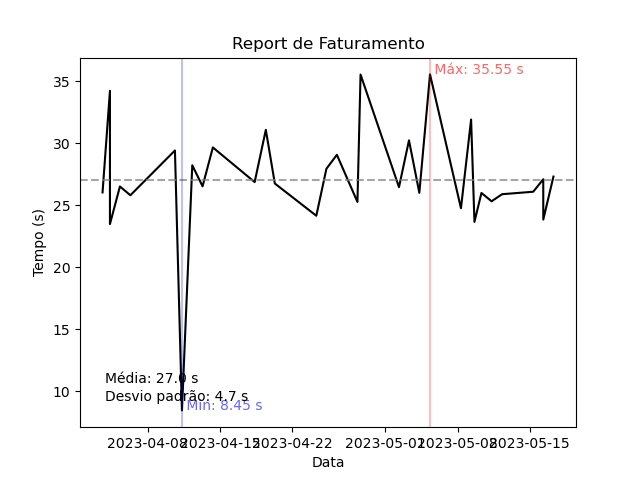 Report de Faturamento
Máx: 35.55 s
35
30
25
20
15
10
Tempo (s)
Média: 27.0 s
Desvio padrão: 4.7 s
Min: 8.45 s
2023-04-08
2023-04-15
2023-04-22
2023-05-01
2023-05-08
2023-05-15
Data